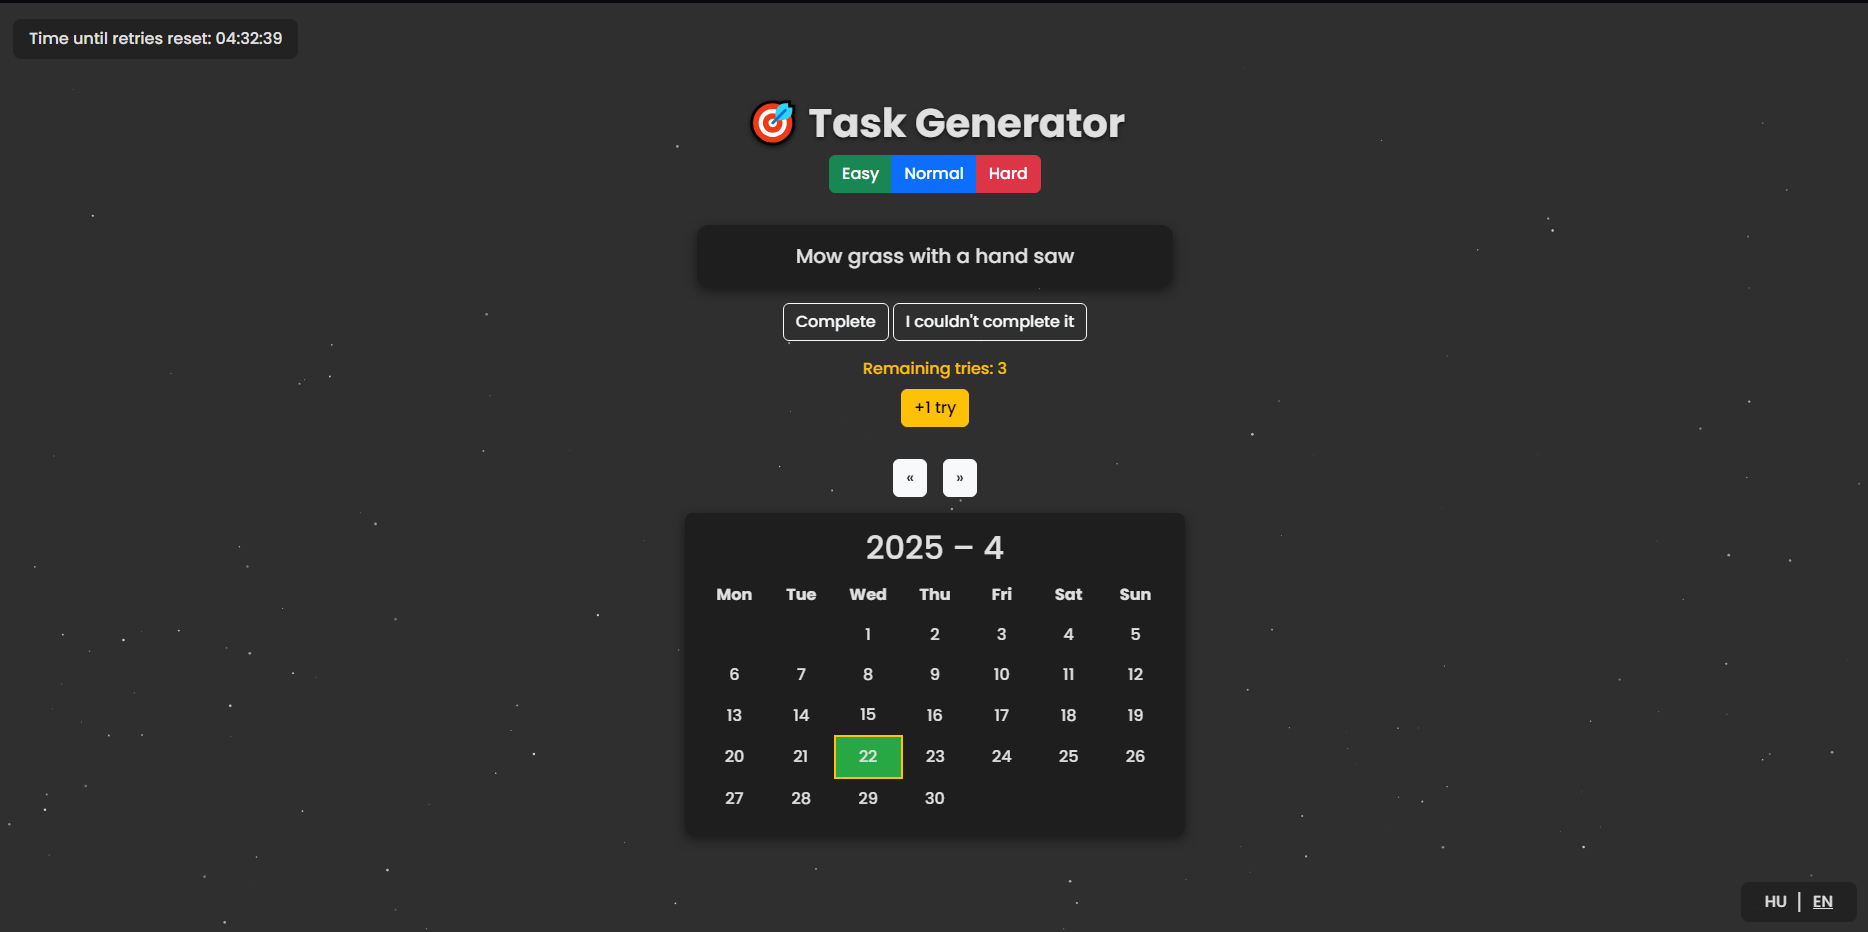 Time until retries reset: 04:32:39
🎯 Task Generator
Easy Normal Hard
Mow grass with a hand saw
Complete I couldn't complete it
Remaining tries: 3
+1 try
« »
2025 – 4
Mon Tue Wed Thu Fri Sat Sun
1 2 3 4 5
6 7 8 9 10 11 12
13 14 15 16 17 18 19
20 21 22 23 24 25 26
27 28 29 30
HU | EN